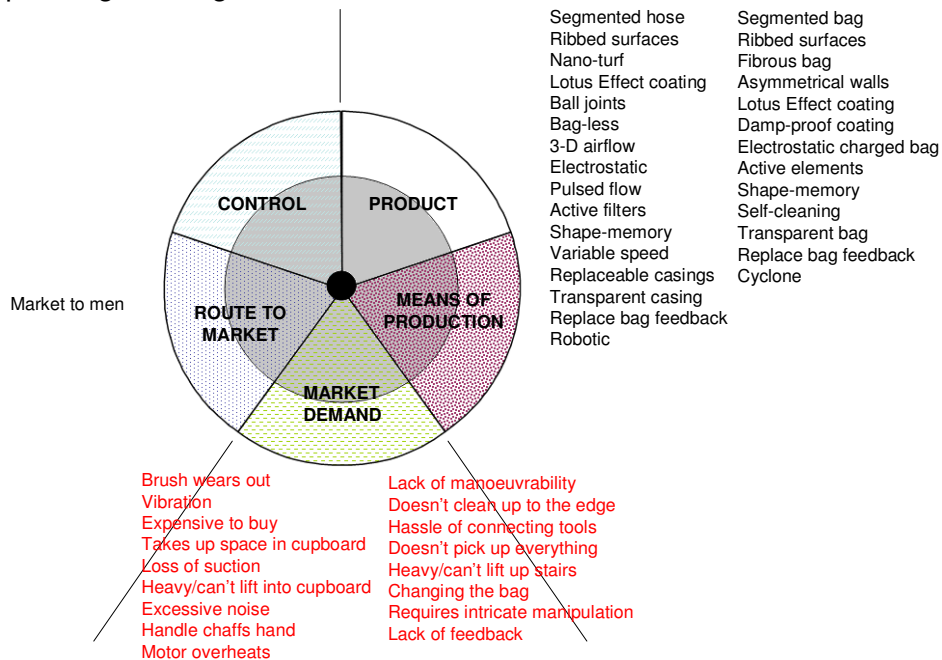 Segmented hose
Ribbed surfaces
Nano-turf
Lotus Effect coating
Ball joints
Bag-less
3-D airflow
Electrostatic
Pulsed flow
Active filters
Shape-memory
Variable speed
Replaceable casings
Transparent casing
Replace bag feedback
Robotic
Segmented bag
Ribbed surfaces
Fibrous bag
Asymmetrical walls
Lotus Effect coating
Damp-proof coating
Electrostatic charged bag
Active elements
Shape-memory
Self-cleaning
Transparent bag
Replace bag feedback
Cyclone
CONTROL
PRODUCT
Market to men
ROUTE TO
MARKET
MEANS OF
PRODUCTION
MARKET
DEMAND
Brush wears out
Vibration
Expensive to buy
Takes up space in cupboard
Loss of suction
Heavy/can't lift into cupboard
Excessive noise
Handle chaffs hand
Motor overheats
Lack of manoeuvrability
Doesn't clean up to the edge
Hassle of connecting tools
Doesn't pick up everything
Heavy/can't lift up stairs
Changing the bag
Requires intricate manipulation
Lack of feedback